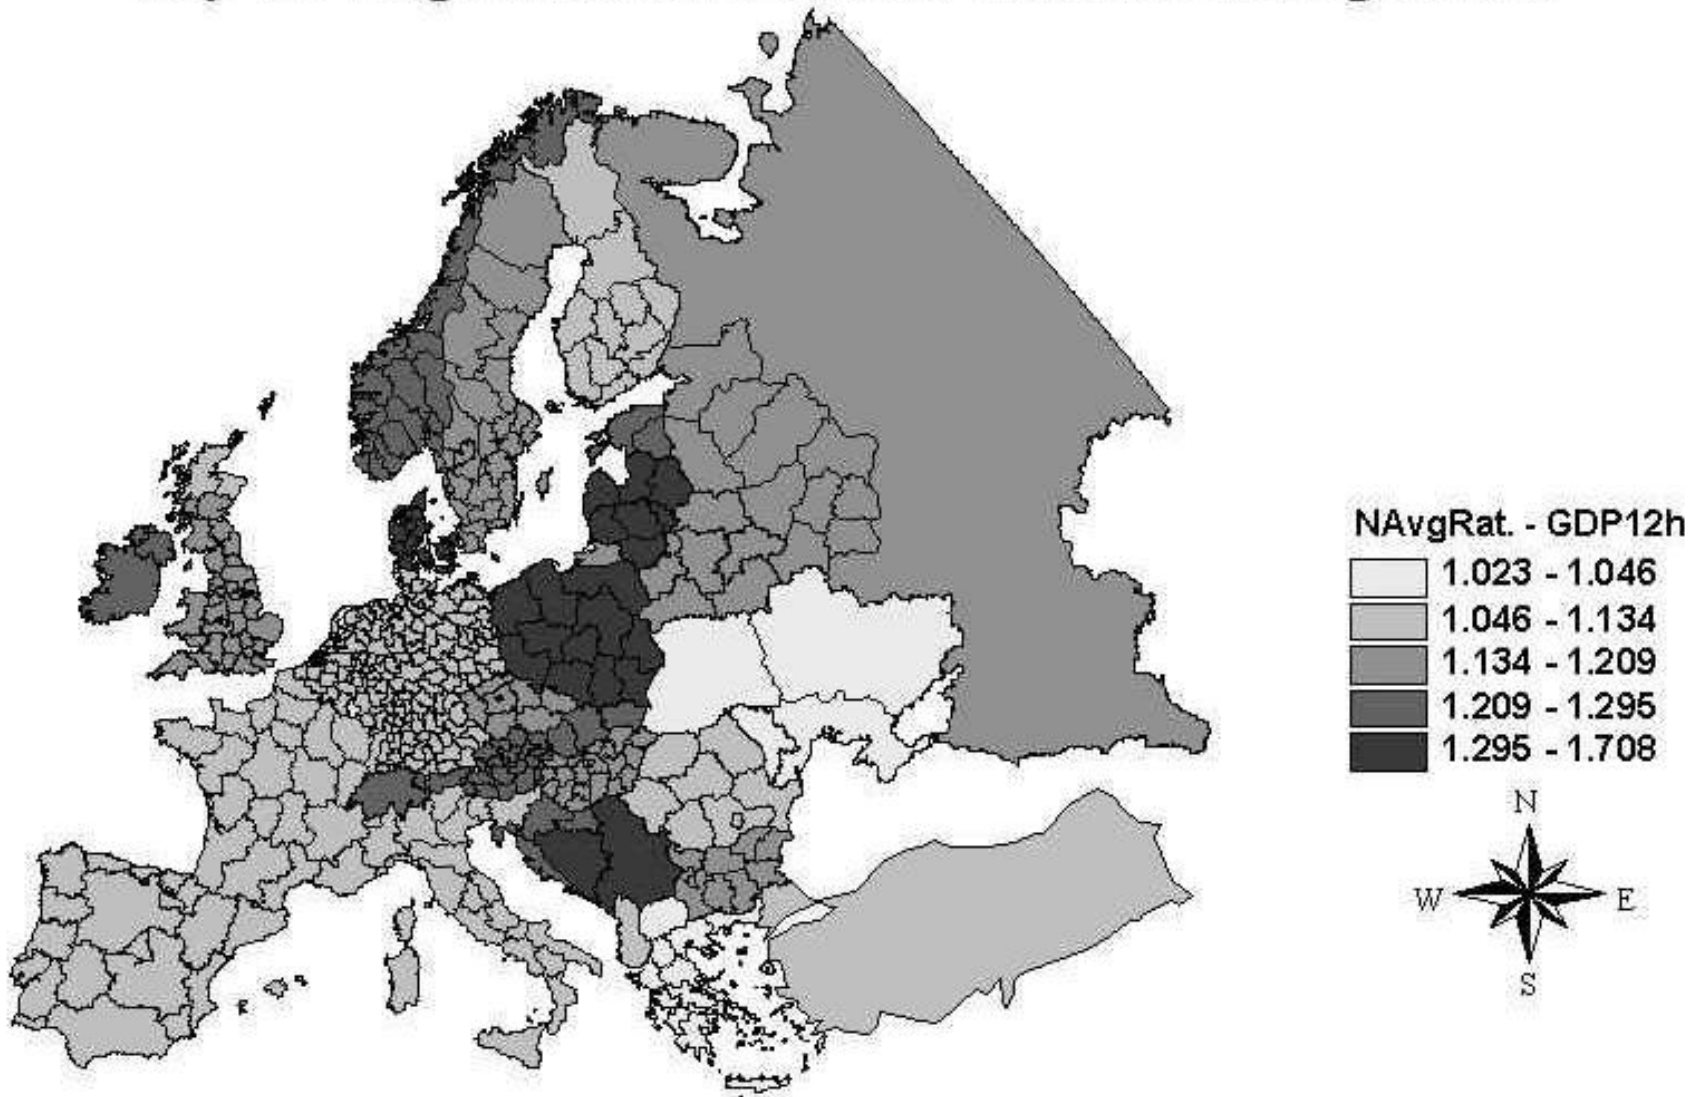 NAvgRat. - GDP12h
1.023 - 1.046
1.046 - 1.134
1.134 - 1.209
1.209 - 1.295
1.295 - 1.708
N
W E
S